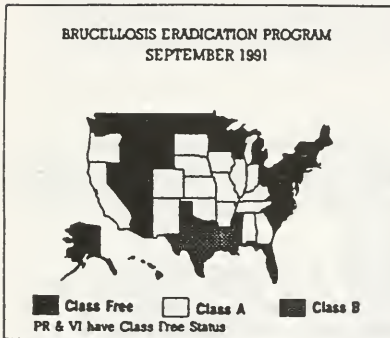 BRUCELLOSIS ERADICATION PROGRAM
SEPTEMBER 1991
Class Free Class A Class B
PR & VI have Class Free Status